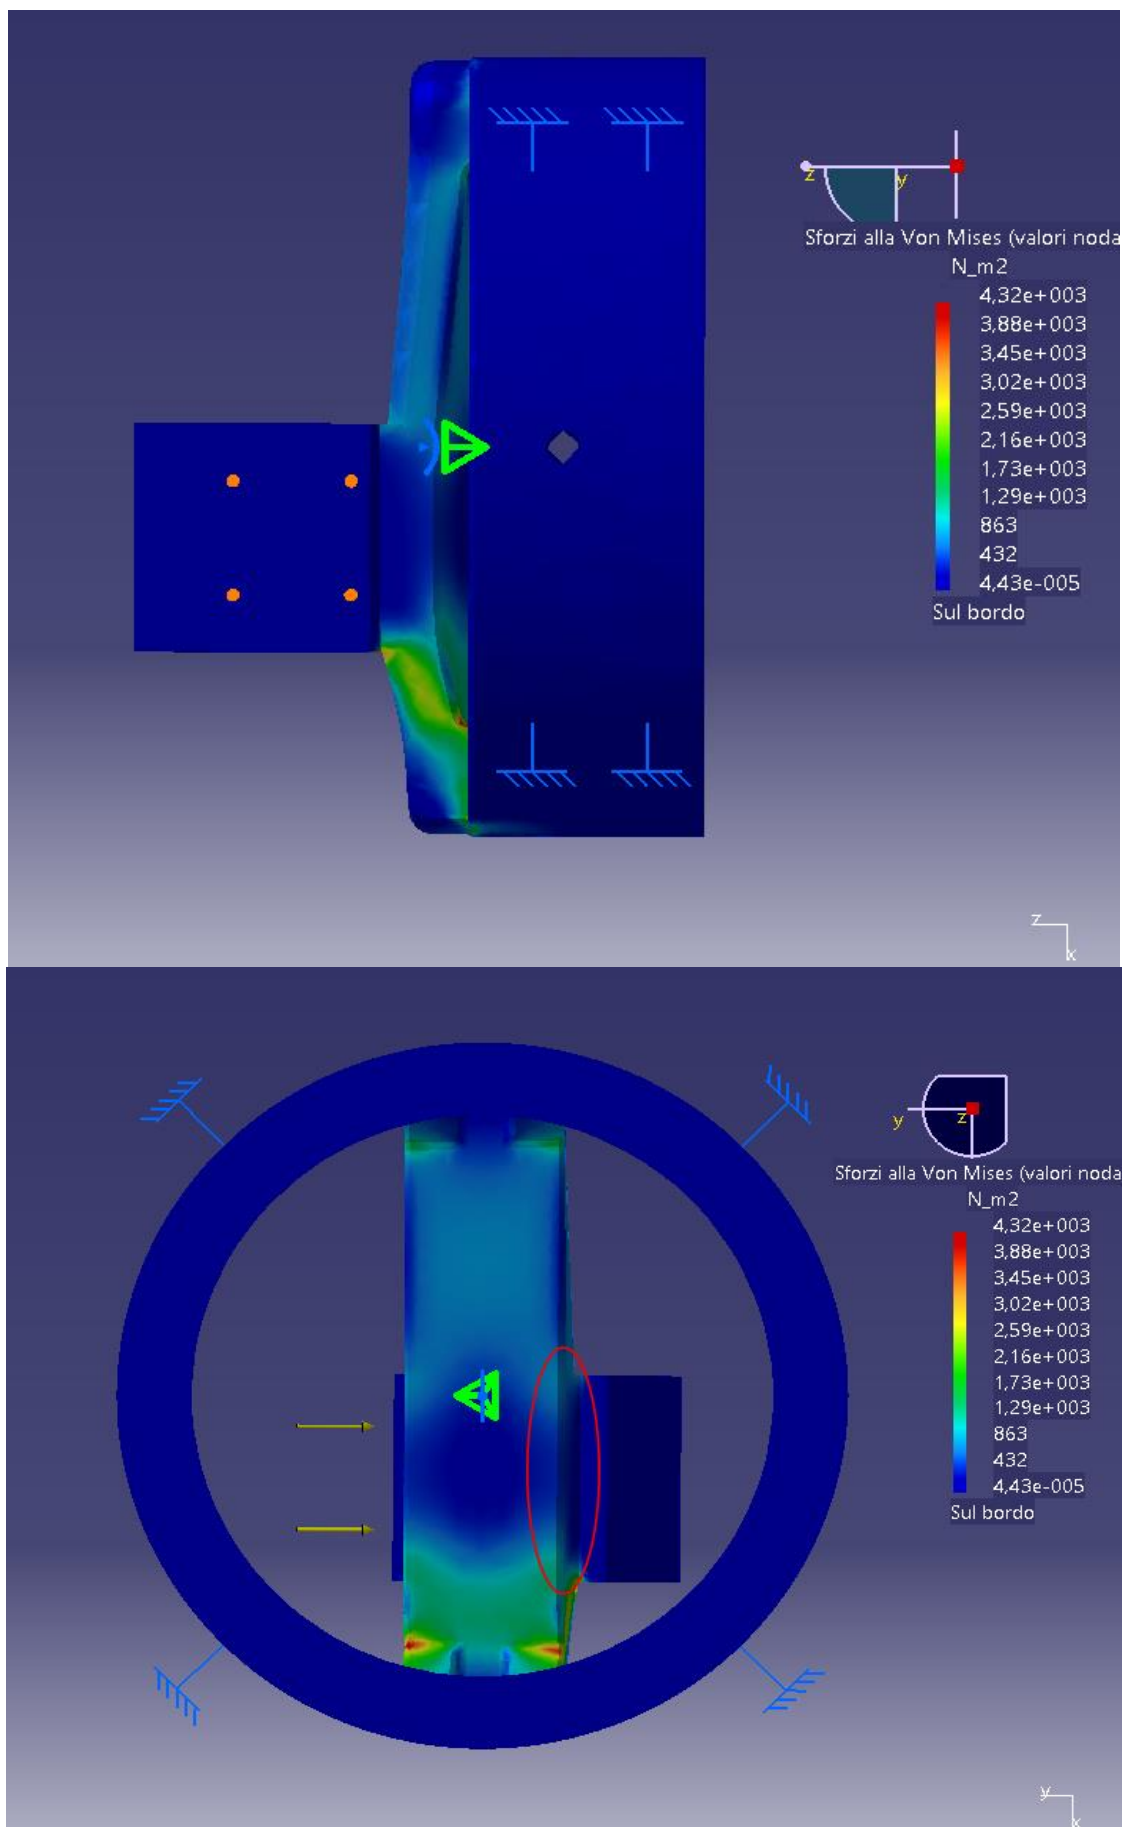 z
y
Sforzi alla Von Mises (valori noda
N_m2
4,32e+003
3,88e+003
3,45e+003
3,02e+003
2,59e+003
2,16e+003
1,73e+003
1,29e+003
863
432
4,43e-005
Sul bordo
z
x
y
z
Sforzi alla Von Mises (valori noda
N_m2
4,32e+003
3,88e+003
3,45e+003
3,02e+003
2,59e+003
2,16e+003
1,73e+003
1,29e+003
863
432
4,43e-005
Sul bordo
y
x